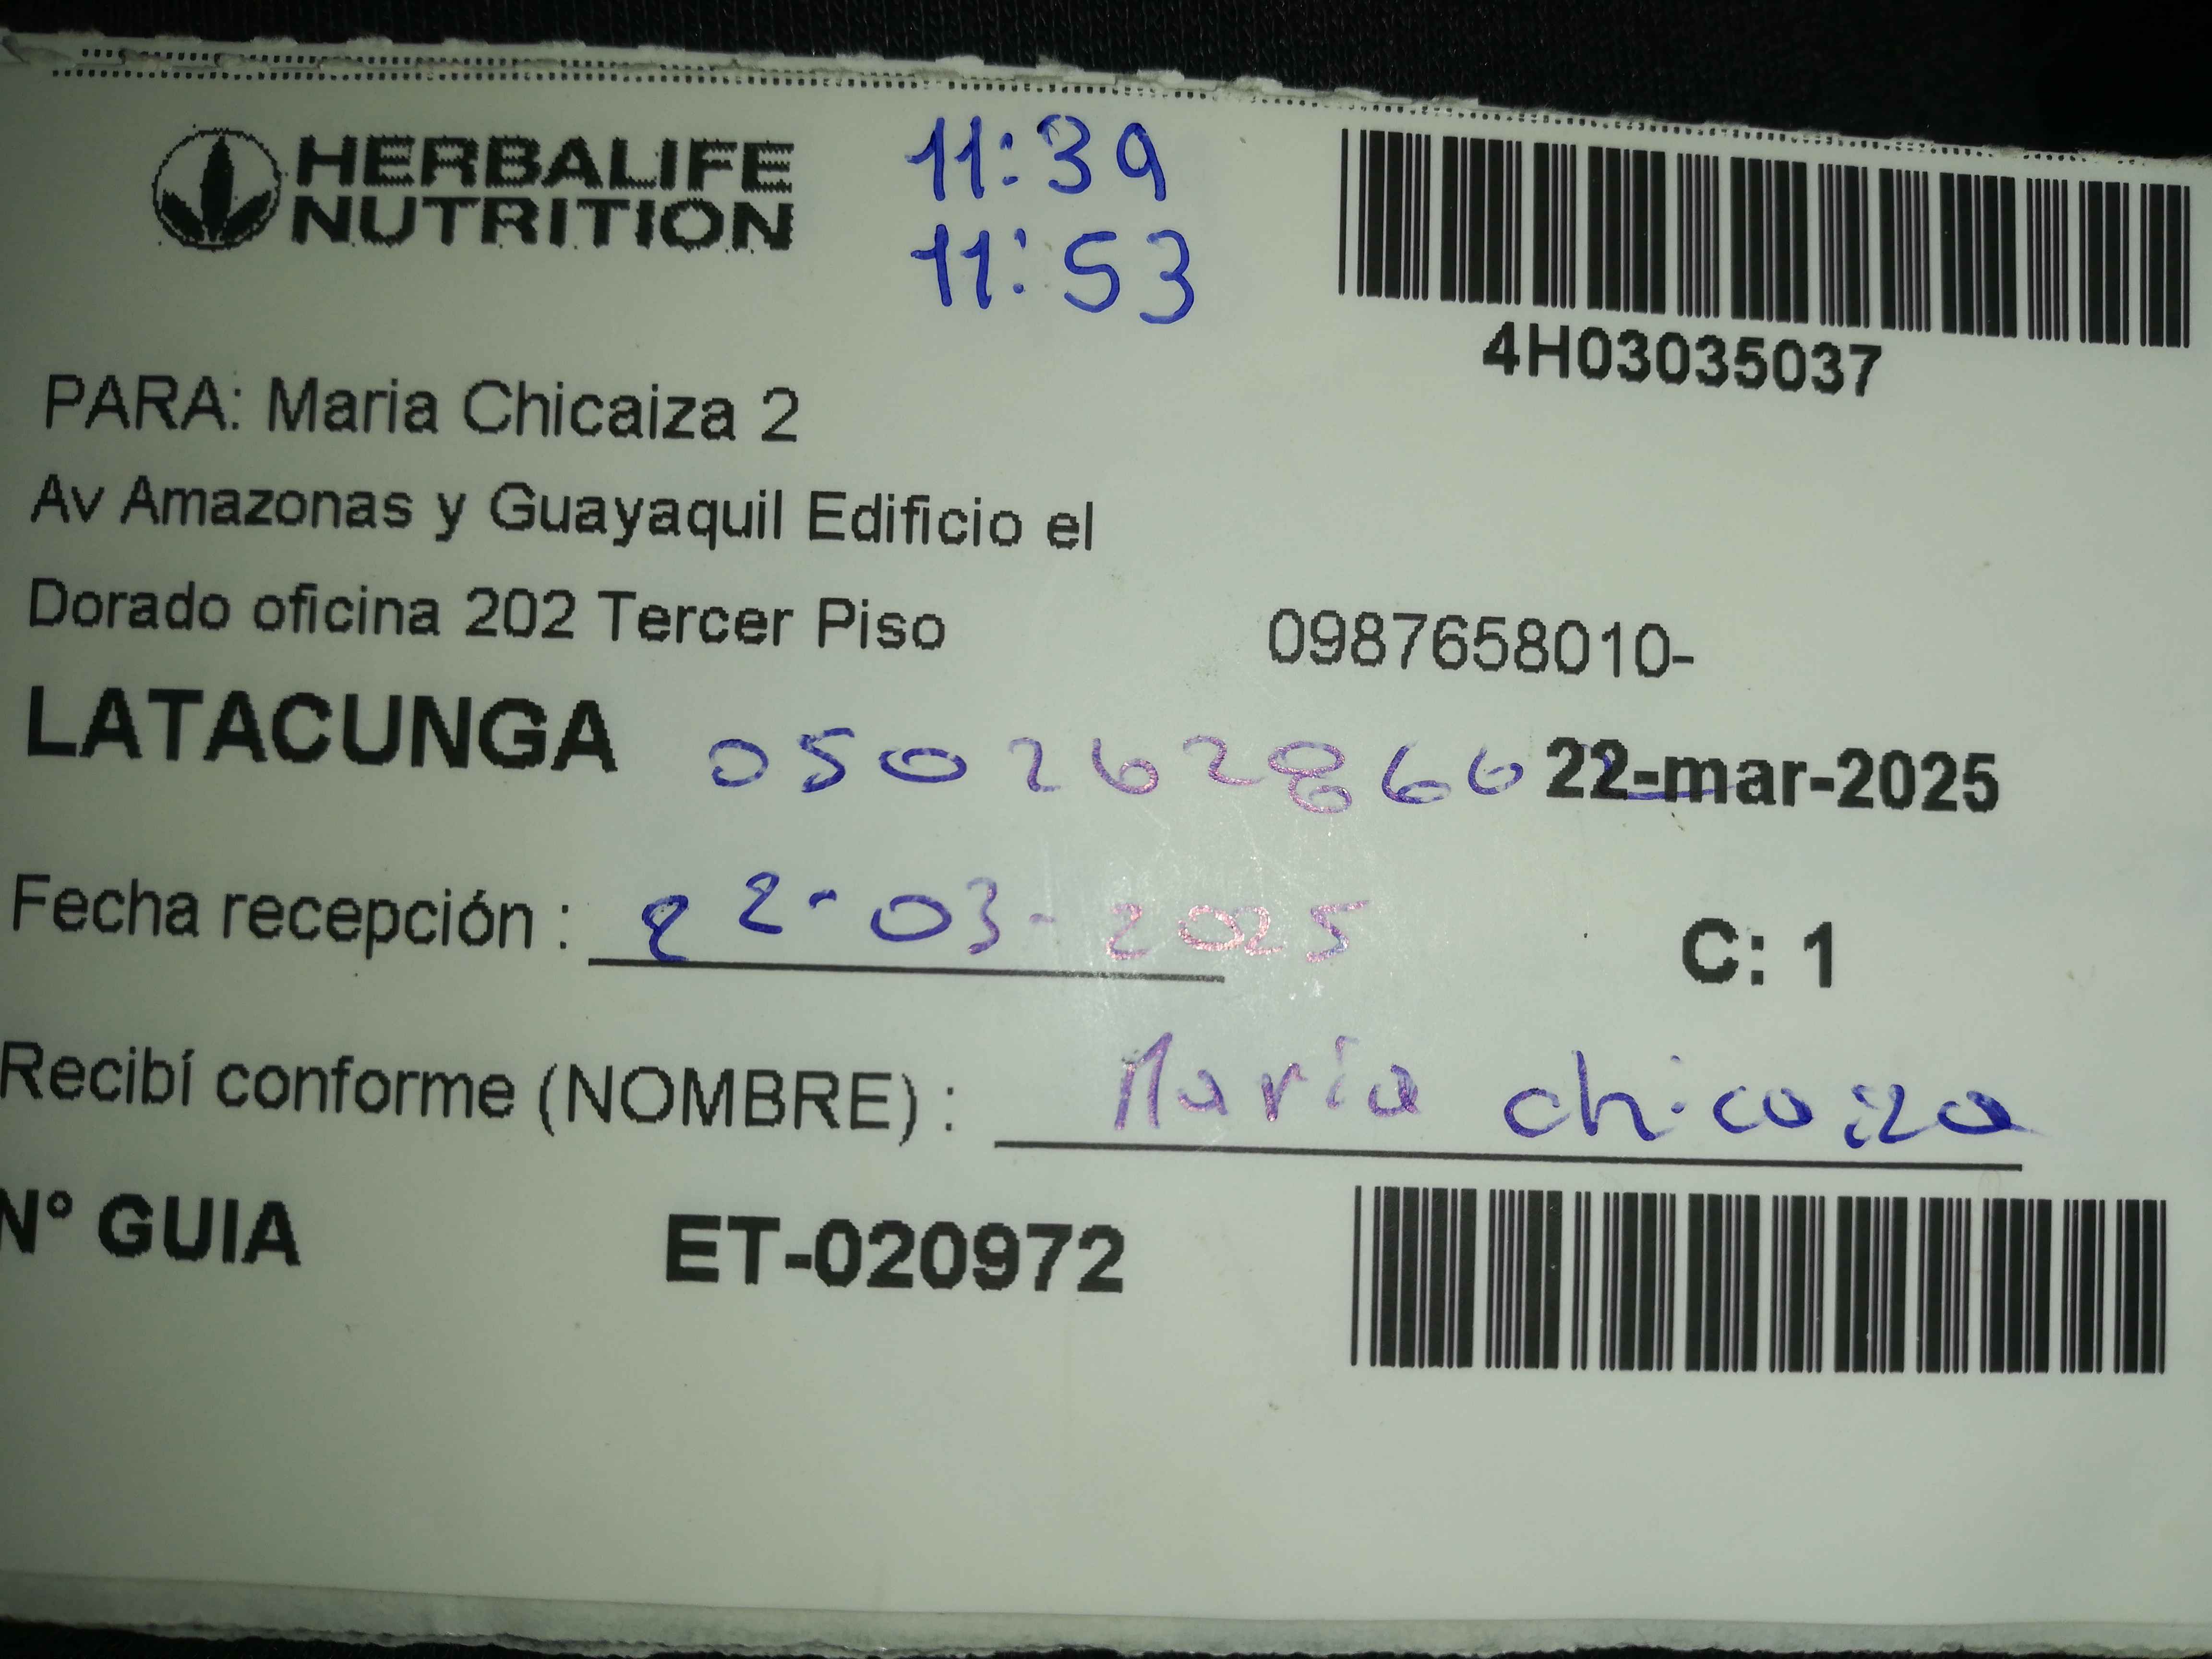 HERBALIFE
NUTRITION
11:39
11:53
4H03035037
PARA: Maria Chicaiza 2
Av Amazonas y Guayaquil Edificio el
Dorado oficina 202 Tercer Piso
0987658010-
LATACUNGA
22-mar-2025
Fecha recepción : 22-03-2025
C: 1
Recibí conforme (NOMBRE) : Maria chicaiza
N° GUIA ET-020972